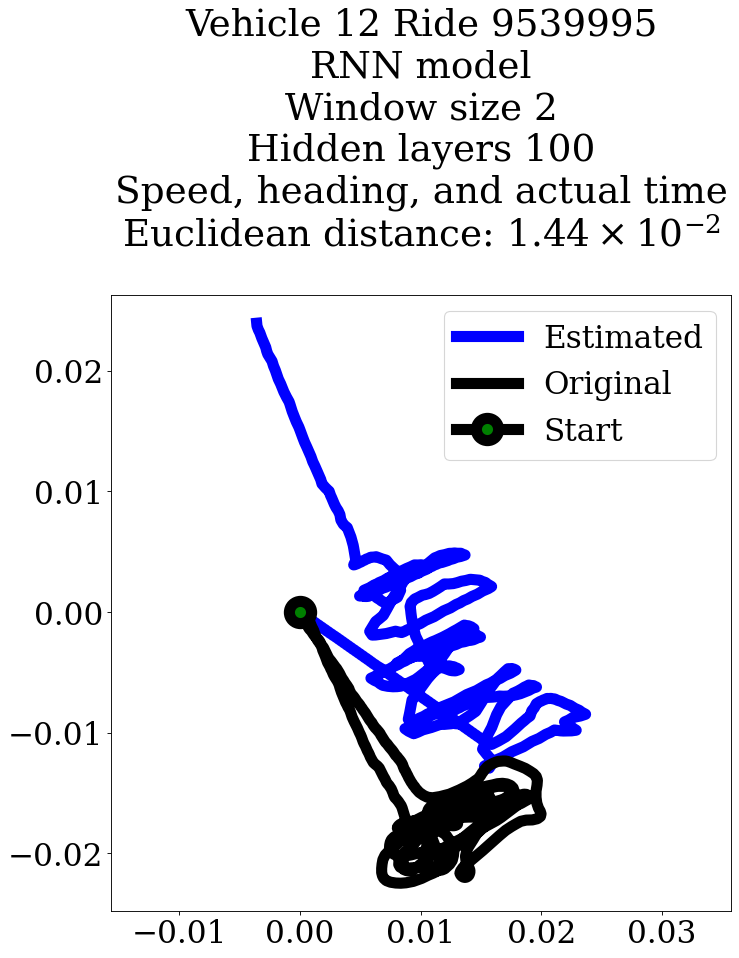 Vehicle 12 Ride 9539995
RNN model
Window size 2
Hidden layers 100
Speed, heading, and actual time
Euclidean distance: 1.44 × 10⁻²
Estimated
Original
Start
0.02
0.01
0.00
−0.01
−0.02
−0.01 0.00 0.01 0.02 0.03